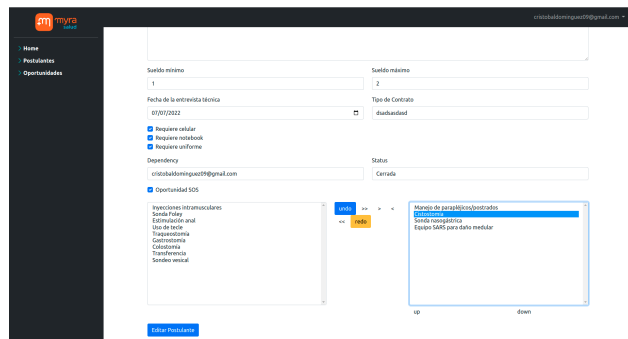 myra
salud
cristobaldominguez09@gmail.com
Home
Postulantes
Oportunidades
Sueldo mínimo
Sueldo máximo
1
2
Fecha de la entrevista técnica
Tipo de Contrato
07/07/2022
dsadsasdasd
Requiere celular
Requiere notebook
Requiere uniforme
Dependency
Status
cristobaldominguez09@gmail.com
Cerrada
Oportunidad SOS
Inyecciones intramusculares
Sonda Foley
Estimulación anal
Uso de tecle
Traqueostomía
Gastrostomía
Colostomía
Transferencia
Sondeo vesical
undo >> > <
<< redo
Manejo de parapléjicos/postrados
Cistostomía
Sonda nasogástrica
Equipo SARS para daño medular
up
down
Editar Postulante